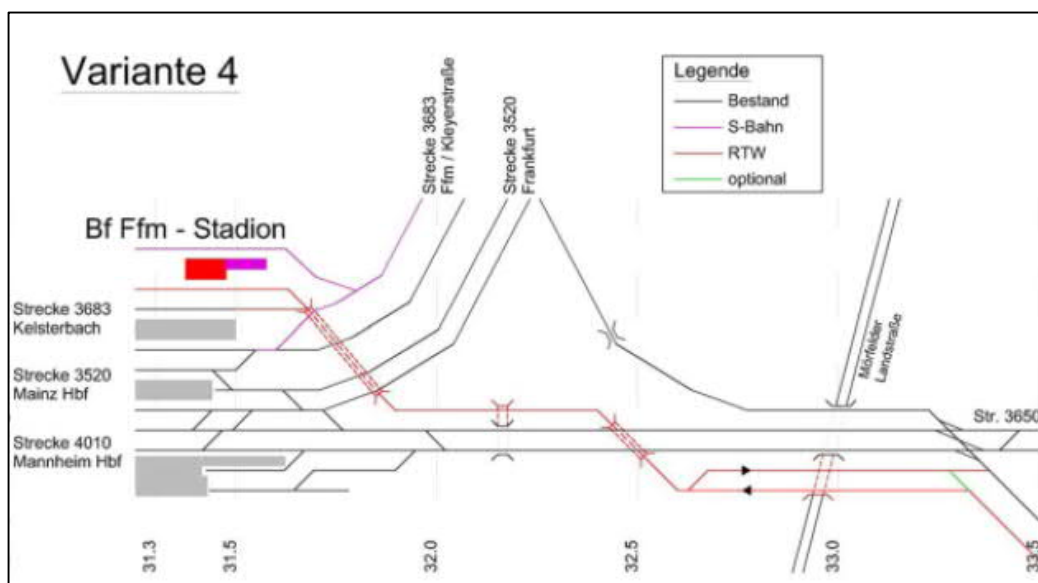 Variante 4
Legende
Bestand
S-Bahn
RTW
optional
Strecke 3683
Ffm / Kleyerstraße
Strecke 3520
Frankfurt
Bf Ffm - Stadion
Strecke 3683
Kelsterbach
Strecke 3520
Mainz Hbf
Strecke 4010
Mannheim Hbf
Mörfelder
Landstraße
Str. 3650
31.3
31.5
32.0
32.5
33.0
33.5